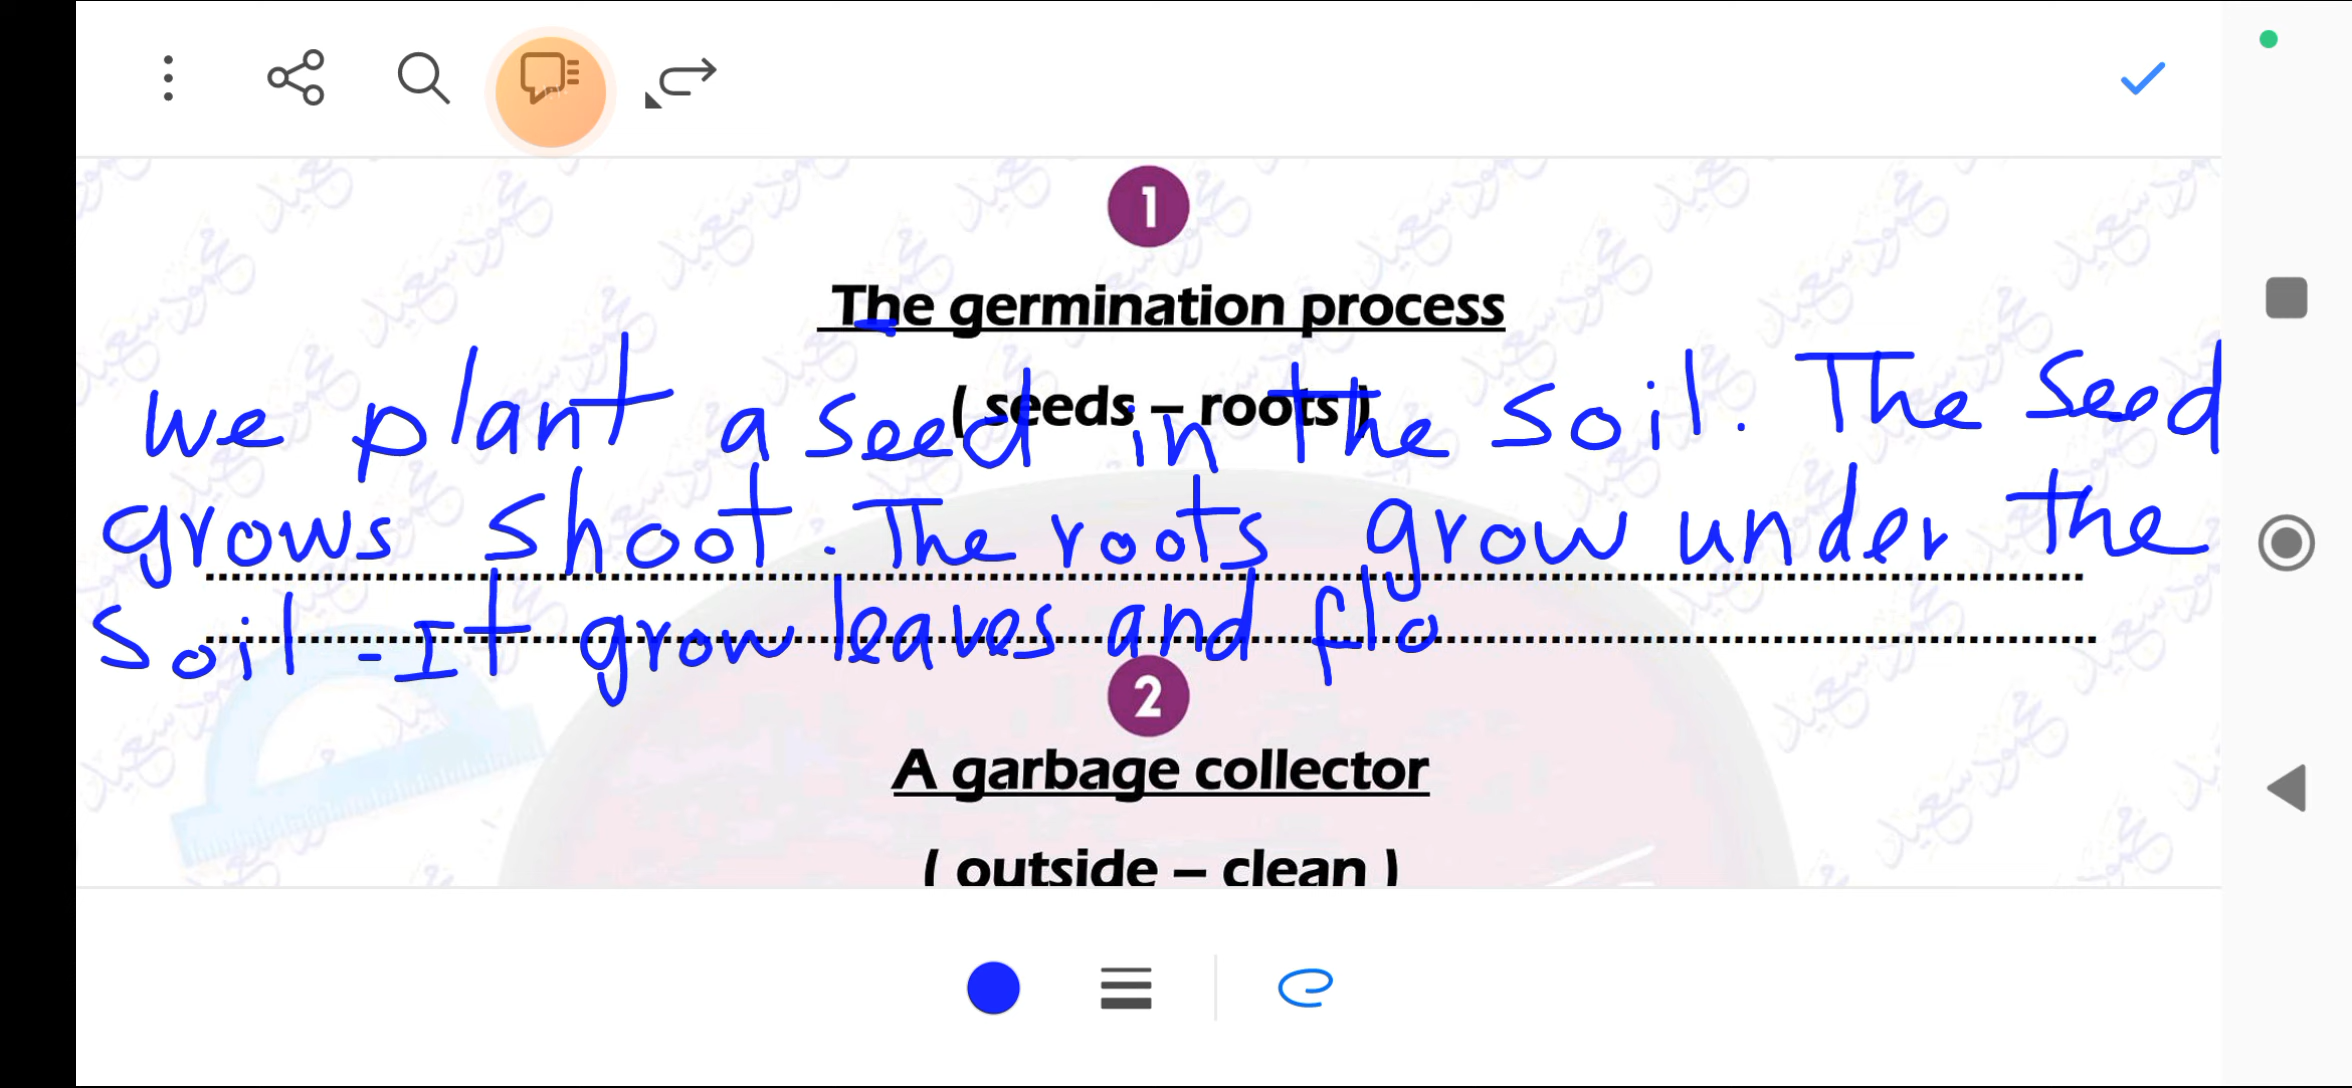 1
The germination process
( seeds – roots )
We plant a seed in the soil. The seed
grows shoot. The roots grow under the
soil. It grow leaves and flo
2
A garbage collector
( outside – clean )